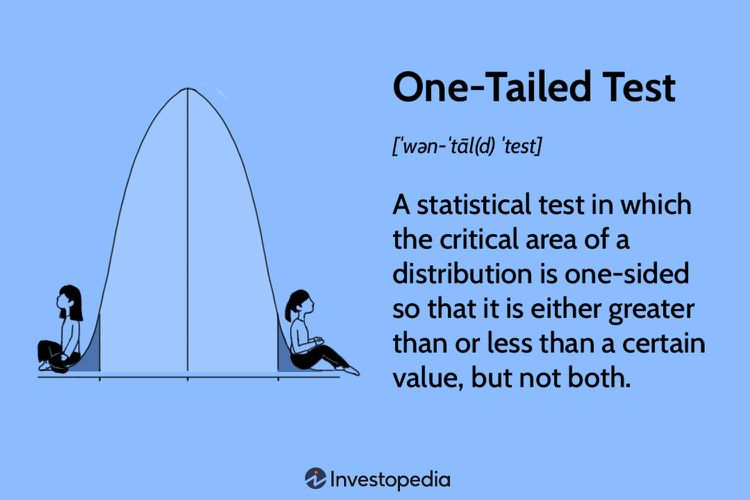 One-Tailed Test
[ˈwən-ˈtāl(d) ˈtest]
A statistical test in which
the critical area of a
distribution is one-sided
so that it is either greater
than or less than a certain
value, but not both.
Investopedia